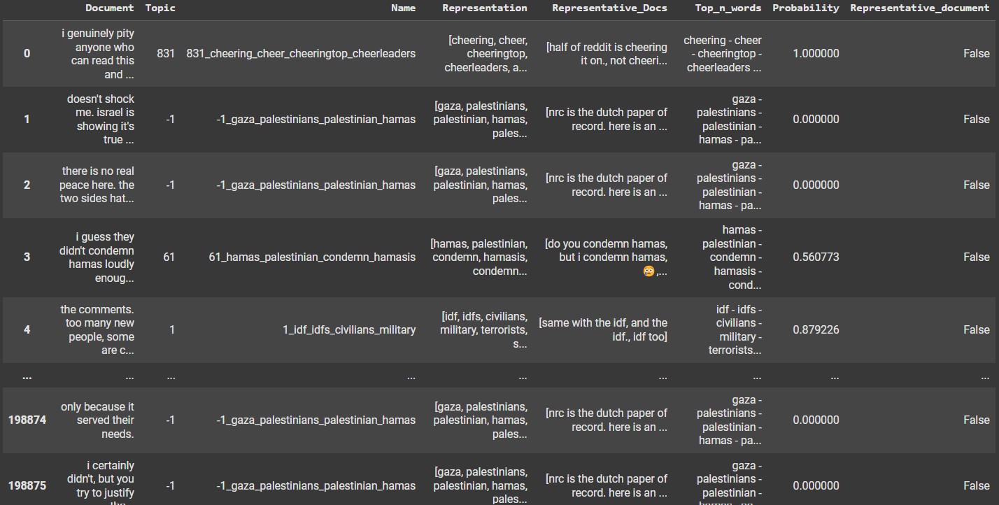 Document Topic Name Representation Representative_Docs Top_n_words Probability Representative_document
i genuinely pity
anyone who
can read this
and ...
0 831 831_cheering_cheer_cheeringtop_cheerleaders
[cheering, cheer,
cheeringtop,
cheerleaders, a...
[half of reddit is cheering
it on., not cheeri...
cheering - cheer
- cheeringtop -
cheerleaders ...
1.000000 False
doesn't shock
me. israel is
showing it's
true ...
1 -1 -1_gaza_palestinians_palestinian_hamas
[gaza, palestinians,
palestinian, hamas,
pales...
[nrc is the dutch paper of
record. here is an ...
gaza -
palestinians -
palestinian -
hamas - pa...
0.000000 False
there is no real
peace here. the
two sides hat...
2 -1 -1_gaza_palestinians_palestinian_hamas
[gaza, palestinians,
palestinian, hamas,
pales...
[nrc is the dutch paper of
record. here is an ...
gaza -
palestinians -
palestinian -
hamas - pa...
0.000000 False
i guess they
didn't condemn
hamas loudly
enoug...
3 61 61_hamas_palestinian_condemn_hamasis
[hamas, palestinian,
condemn, hamasis,
condemn...
[do you condemn hamas,
but i condemn hamas,
😨,...
hamas -
palestinian -
condemn -
hamasis -
cond...
0.560773 False
the comments.
too many new
people, some
are c...
4 1 1_idf_idfs_civilians_military
[idf, idfs, civilians,
military, terrorists,
s...
[same with the idf, and the
idf., idf too]
idf - idfs -
civilians -
military -
terrorists...
0.879226 False
... ... ... ... ... ... ... ... ...
only because it
served their
needs.
198874 -1 -1_gaza_palestinians_palestinian_hamas
[gaza, palestinians,
palestinian, hamas,
pales...
[nrc is the dutch paper of
record. here is an ...
gaza -
palestinians -
palestinian -
hamas - pa...
0.000000 False
i certainly
didn't, but you
try to justify
198875 -1 -1_gaza_palestinians_palestinian_hamas
[gaza, palestinians,
palestinian, hamas,
pales...
[nrc is the dutch paper of
record. here is an ...
gaza -
palestinians -
palestinian -
0.000000 False